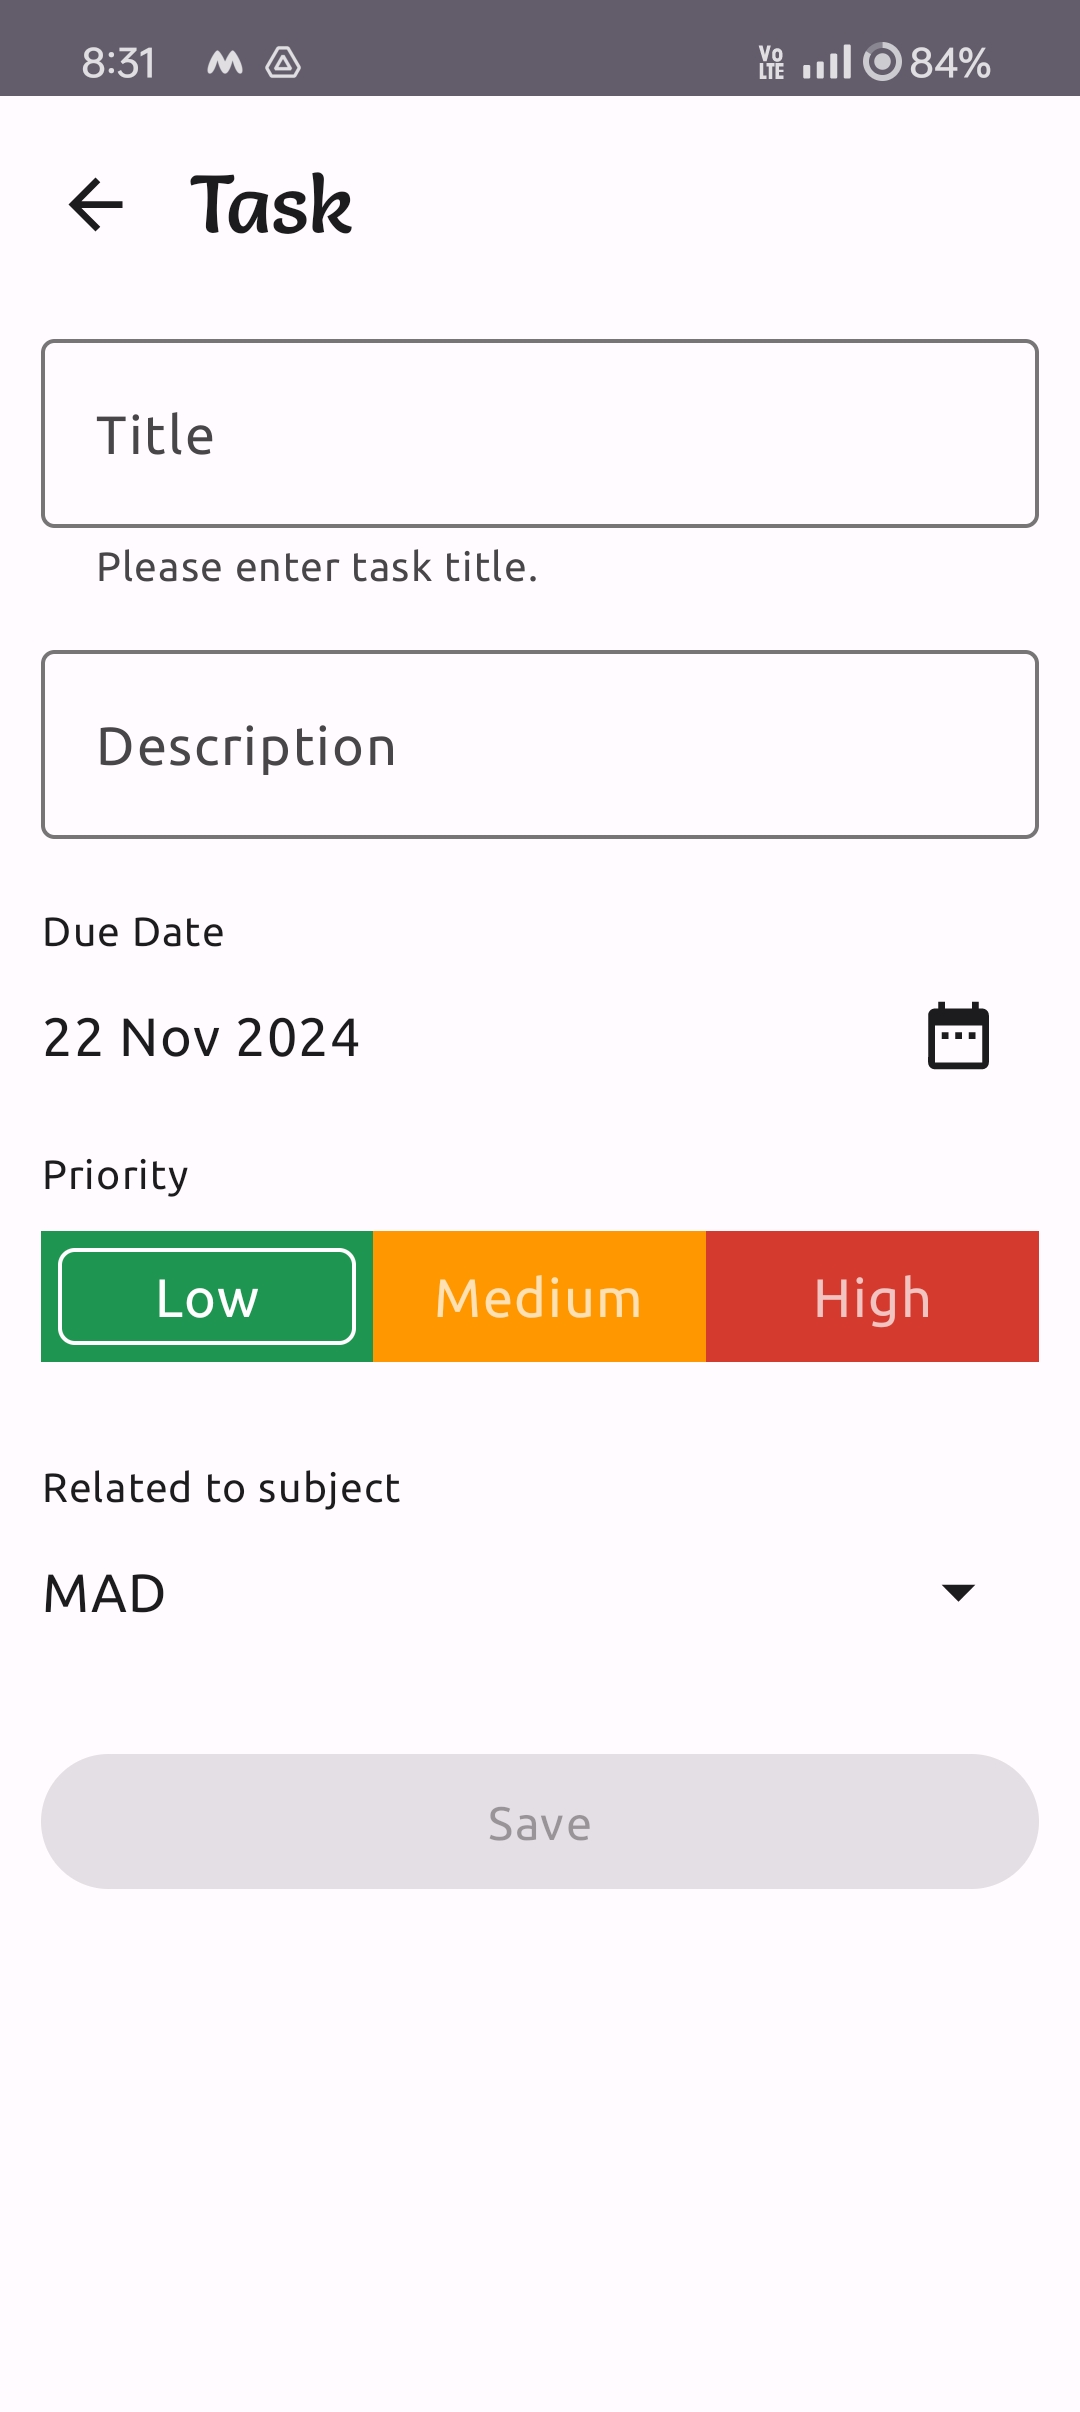 8:31 Vo LTE 84%
Task
Title
Please enter task title.
Description
Due Date
22 Nov 2024
Priority
Low Medium High
Related to subject
MAD
Save